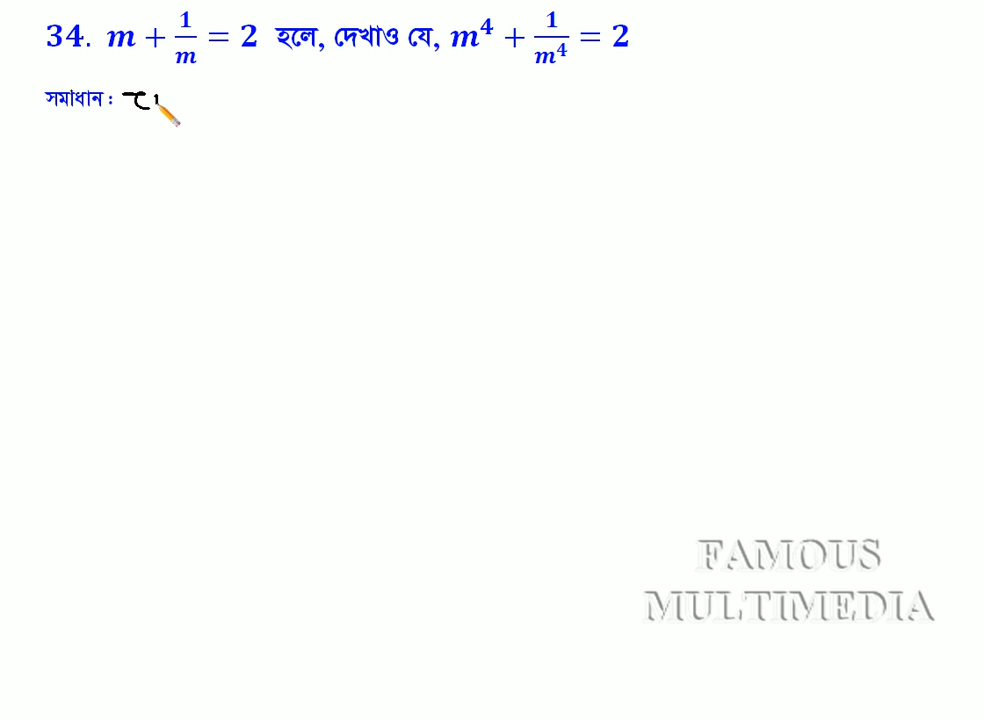 34. m + 1/m = 2 হলে, দেখাও যে, m⁴ + 1/m⁴ = 2
সমাধান :
FAMOUS
MULTIMEDIA